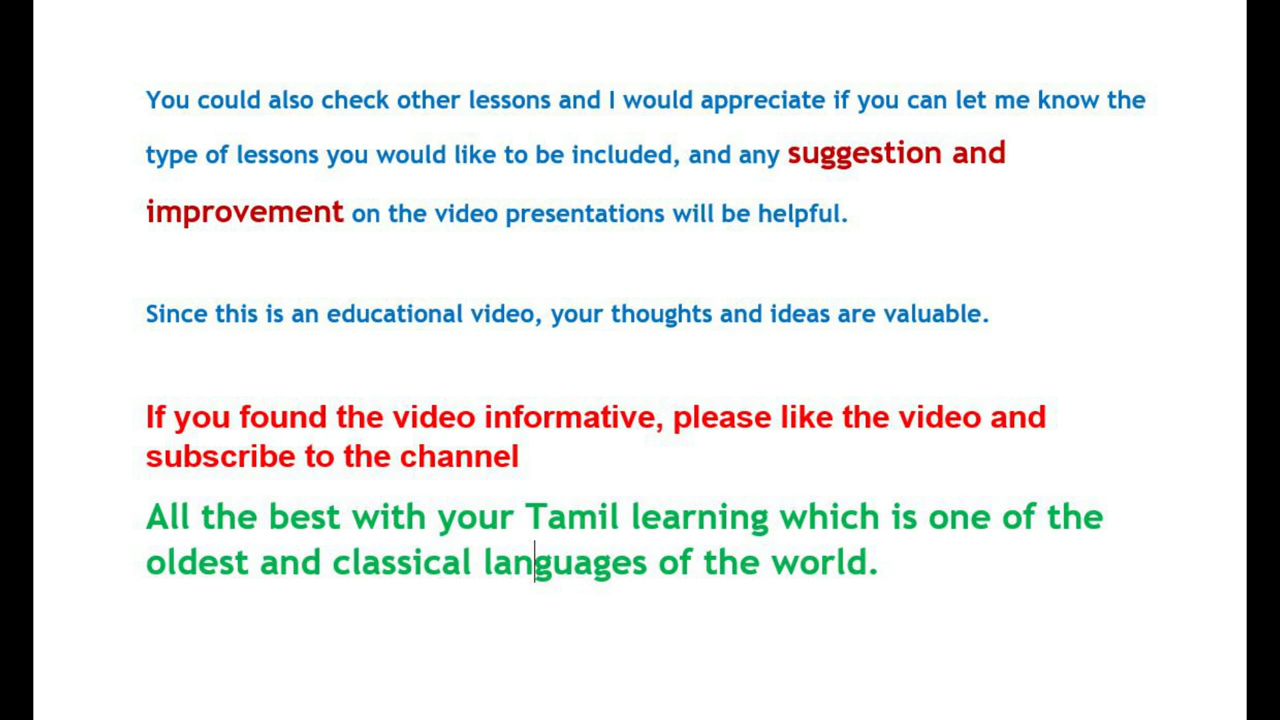 You could also check other lessons and I would appreciate if you can let me know the
type of lessons you would like to be included, and any suggestion and
improvement on the video presentations will be helpful.
Since this is an educational video, your thoughts and ideas are valuable.
If you found the video informative, please like the video and
subscribe to the channel
All the best with your Tamil learning which is one of the
oldest and classical languages of the world.